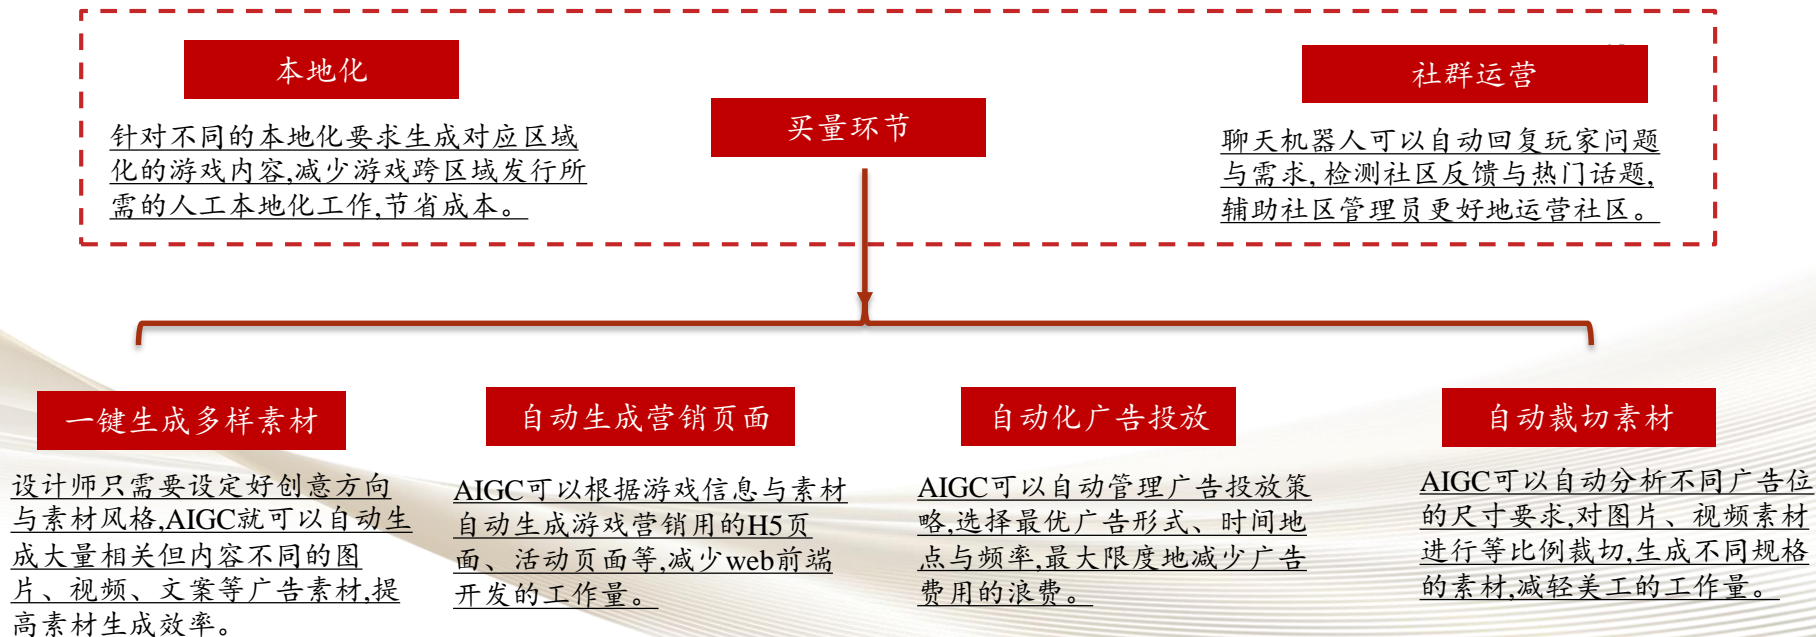 本地化
针对不同的本地化要求生成对应区域
化的游戏内容,减少游戏跨区域发行所
需的人工本地化工作,节省成本。
买量环节
社群运营
聊天机器人可以自动回复玩家问题
与需求, 检测社区反馈与热门话题,
辅助社区管理员更好地运营社区。
一键生成多样素材
设计师只需要设定好创意方向
与素材风格,AIGC就可以自动生
成大量相关但内容不同的图
片、视频、文案等广告素材,提
高素材生成效率。
自动生成营销页面
AIGC可以根据游戏信息与素材
自动生成游戏营销用的H5页
面、活动页面等,减少web前端
开发的工作量。
自动化广告投放
AIGC可以自动管理广告投放策
略,选择最优广告形式、时间地
点与频率,最大限度地减少广告
费用的浪费。
自动裁切素材
AIGC可以自动分析不同广告位
的尺寸要求,对图片、视频素材
进行等比例裁切,生成不同规格
的素材,减轻美工的工作量。